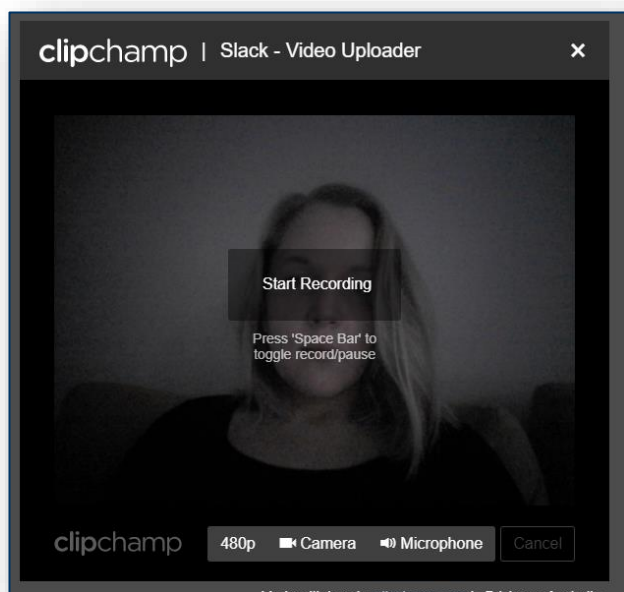 clipchamp | Slack - Video Uploader ×
Start Recording
Press 'Space Bar' to
toggle record/pause
clipchamp 480p Camera Microphone Cancel